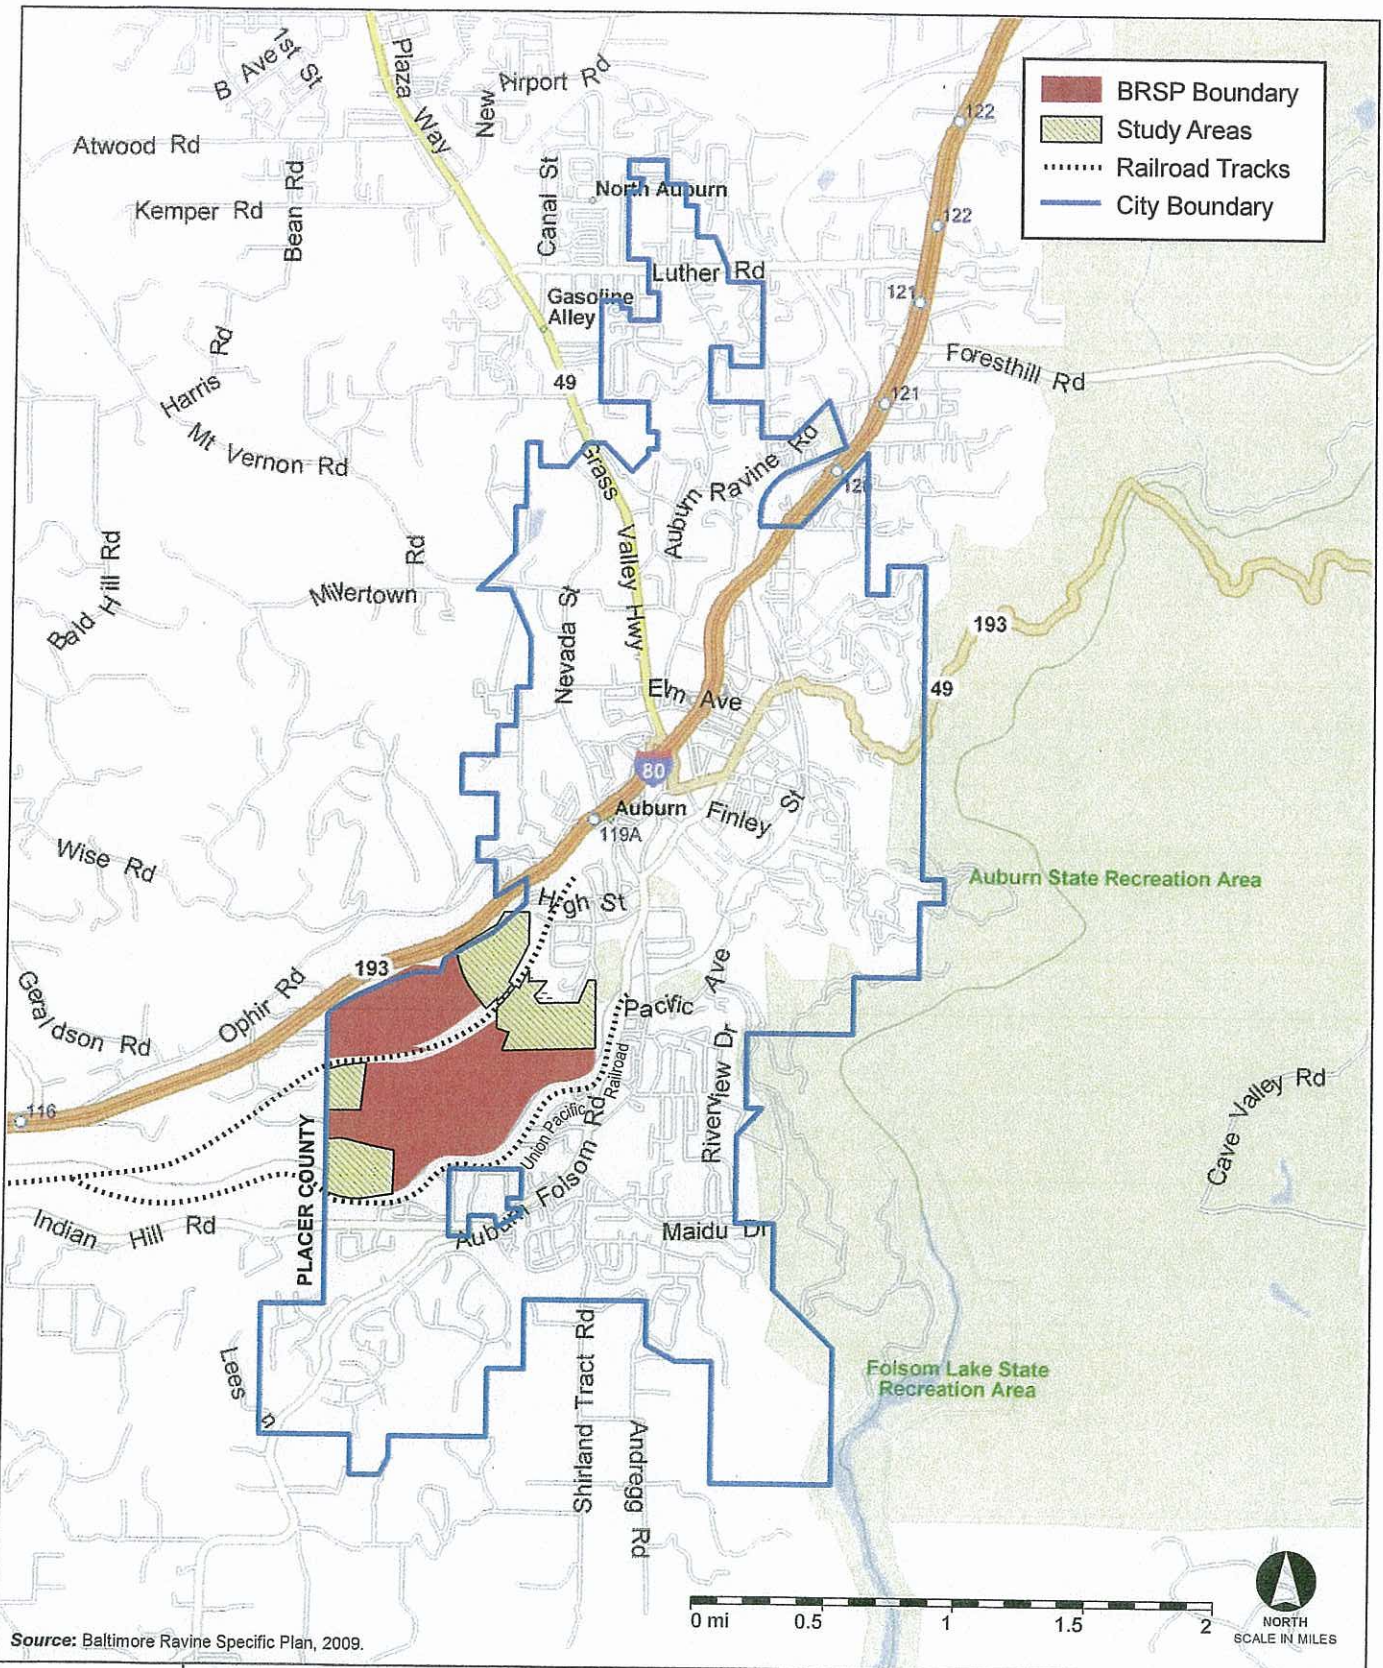 BRSP Boundary
Study Areas
Railroad Tracks
City Boundary
B Ave
1st St
Plaza Way
New Airport Rd
122
Atwood Rd
Bean Rd
Canal St
North Auburn
Kemper Rd
122
Luther Rd
Gasoline
Alley
121
Harris Rd
49
Foresthill Rd
121
Mt Vernon Rd
Grass Valley Hwy
Auburn Ravine Rd
Bald Hill Rd
Rd
Millertown
Nevada St
193
49
Elm Ave
80
Auburn
119A
Finley St
Wise Rd
Auburn State Recreation Area
High St
193
Geraldson Rd
Ophir Rd
Pacific Ave
116
PLACER COUNTY
Union Pacific Railroad
Riverview Dr
Cave Valley Rd
Indian Hill Rd
Auburn Folsom Rd
Maidu Dr
Lees
Shirland Tract Rd
Andregg Rd
Folsom Lake State
Recreation Area
0 mi 0.5 1 1.5 2
NORTH
SCALE IN MILES
Source: Baltimore Ravine Specific Plan, 2009.